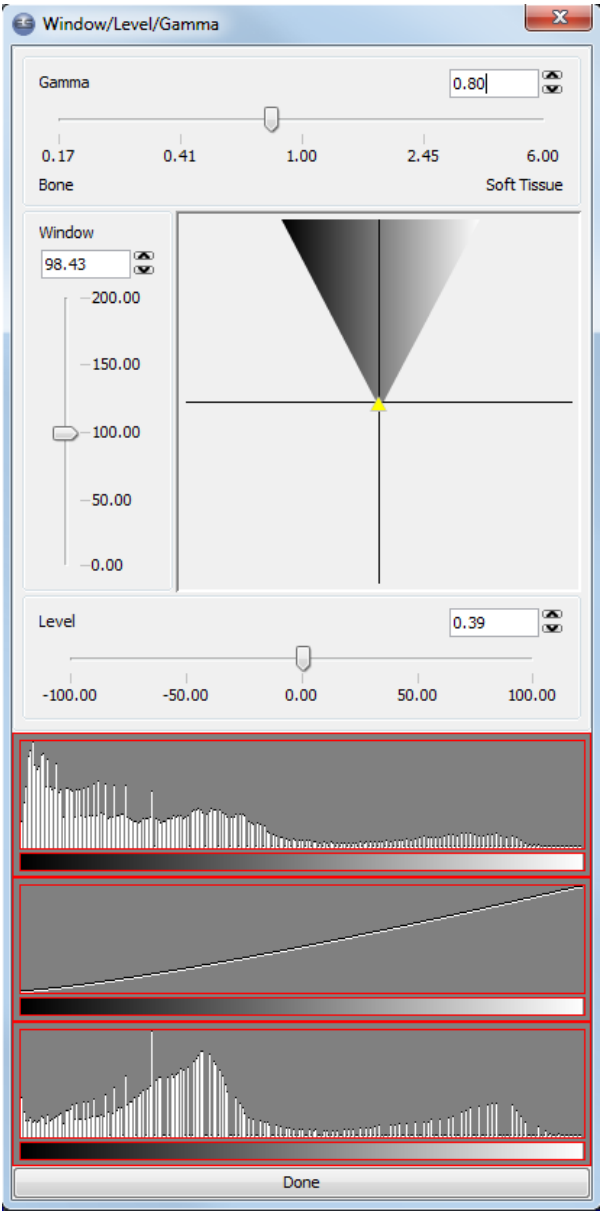 ES Window/Level/Gamma
Gamma 0.80
0.17 0.41 1.00 2.45 6.00
Bone Soft Tissue
Window
98.43
200.00
150.00
100.00
50.00
0.00
Level 0.39
-100.00 -50.00 0.00 50.00 100.00
Done